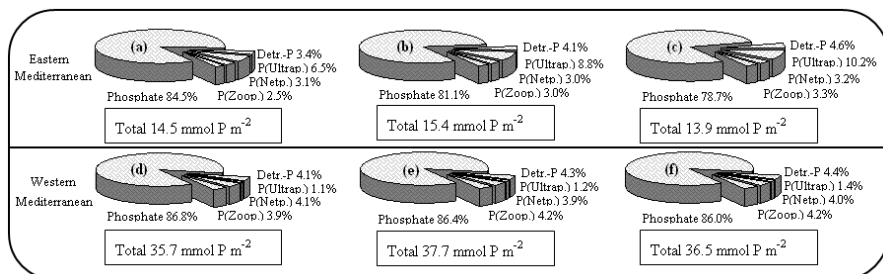 Eastern
Mediterranean
(a)
Detr.-P 3.4%
P(Ultrap.) 6.5%
P(Netp.) 3.1%
P(Zoop.) 2.5%
Phosphate 84.5%
Total 14.5 mmol P m-2
(b)
Detr.-P 4.1%
P(Ultrap.) 8.8%
P(Netp.) 3.0%
P(Zoop.) 3.0%
Phosphate 81.1%
Total 15.4 mmol P m-2
(c)
Detr.-P 4.6%
P(Ultrap.) 10.2%
P(Netp.) 3.2%
P(Zoop.) 3.3%
Phosphate 78.7%
Total 13.9 mmol P m-2
Western
Mediterranean
(d)
Detr.-P 4.1%
P(Ultrap.) 1.1%
P(Netp.) 4.1%
P(Zoop.) 3.9%
Phosphate 86.8%
Total 35.7 mmol P m-2
(e)
Detr.-P 4.3%
P(Ultrap.) 1.2%
P(Netp.) 3.9%
P(Zoop.) 4.2%
Phosphate 86.4%
Total 37.7 mmol P m-2
(f)
Detr.-P 4.4%
P(Ultrap.) 1.4%
P(Netp.) 4.0%
P(Zoop.) 4.2%
Phosphate 86.0%
Total 36.5 mmol P m-2